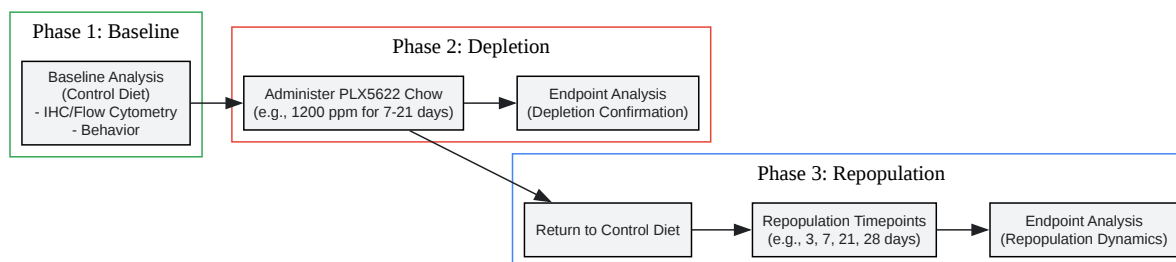 Phase 1: Baseline
Baseline Analysis
(Control Diet)
- IHC/Flow Cytometry
- Behavior
Phase 2: Depletion
Administer PLX5622 Chow
(e.g., 1200 ppm for 7-21 days)
Endpoint Analysis
(Depletion Confirmation)
Phase 3: Repopulation
Return to Control Diet
Repopulation Timepoints
(e.g., 3, 7, 21, 28 days)
Endpoint Analysis
(Repopulation Dynamics)